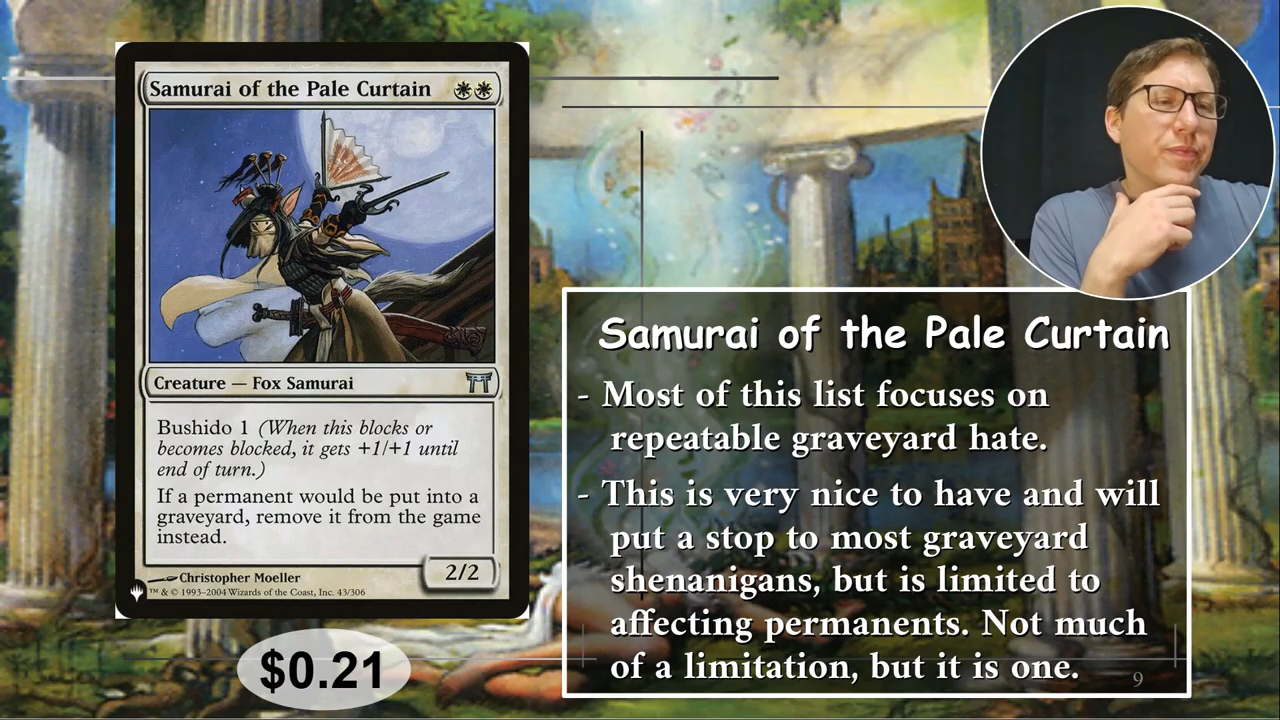 Samurai of the Pale Curtain
Creature — Fox Samurai
Bushido 1 (When this blocks or
becomes blocked, it gets +1/+1 until
end of turn.)
If a permanent would be put into a
graveyard, remove it from the game
instead.
2/2
Christopher Moeller
™ & © 1993–2004 Wizards of the Coast, Inc. 43/306
$0.21
Samurai of the Pale Curtain
- Most of this list focuses on
repeatable graveyard hate.
- This is very nice to have and will
put a stop to most graveyard
shenanigans, but is limited to
affecting permanents. Not much
of a limitation, but it is one.
9